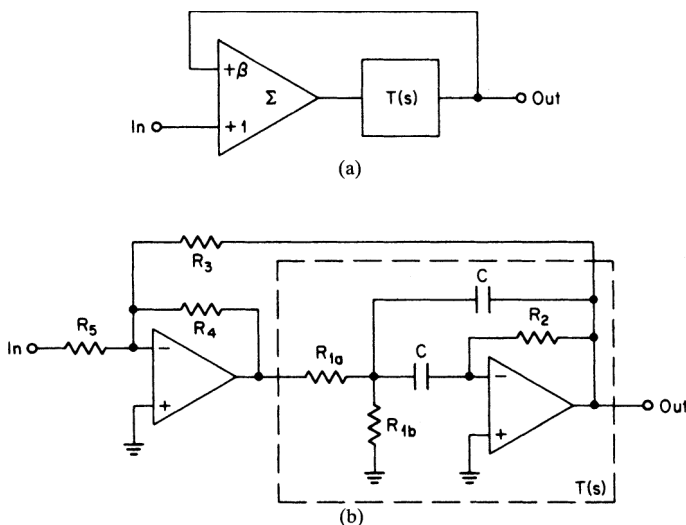 +β
Σ
T(s)
Out
In
+1
(a)
R3
C
R4
R2
R5
In
R1a
C
−
−
+
+
R1b
Out
T(s)
(b)